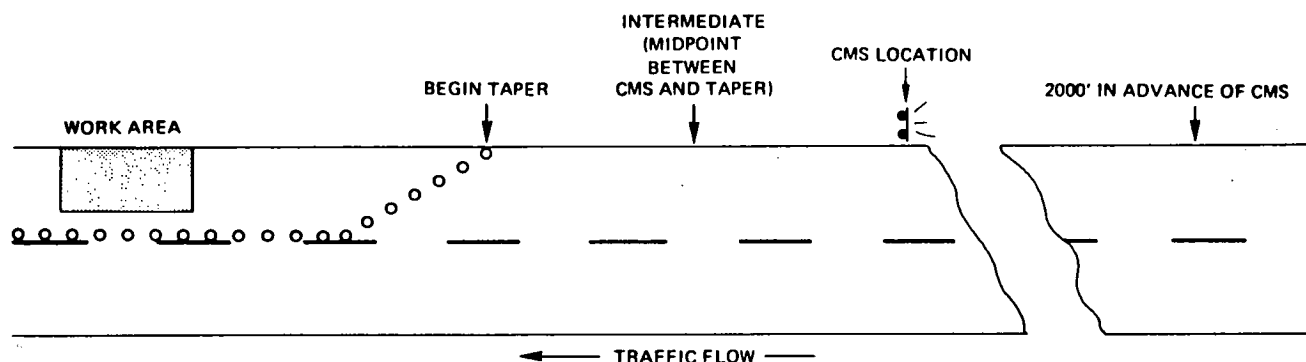 INTERMEDIATE
(MIDPOINT
BETWEEN
CMS AND TAPER)
CMS LOCATION
BEGIN TAPER
2000' IN ADVANCE OF CMS
WORK AREA
TRAFFIC FLOW